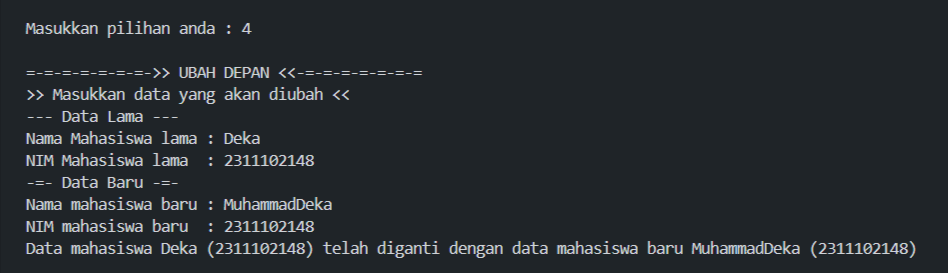 Masukkan pilihan anda : 4
=-=-=-=-=-=-=->> UBAH DEPAN <<-=-=-=-=-=-=-=
>> Masukkan data yang akan diubah <<
--- Data Lama ---
Nama Mahasiswa lama : Deka
NIM Mahasiswa lama  : 2311102148
-=- Data Baru -=-
Nama mahasiswa baru : MuhammadDeka
NIM mahasiswa baru  : 2311102148
Data mahasiswa Deka (2311102148) telah diganti dengan data mahasiswa baru MuhammadDeka (2311102148)